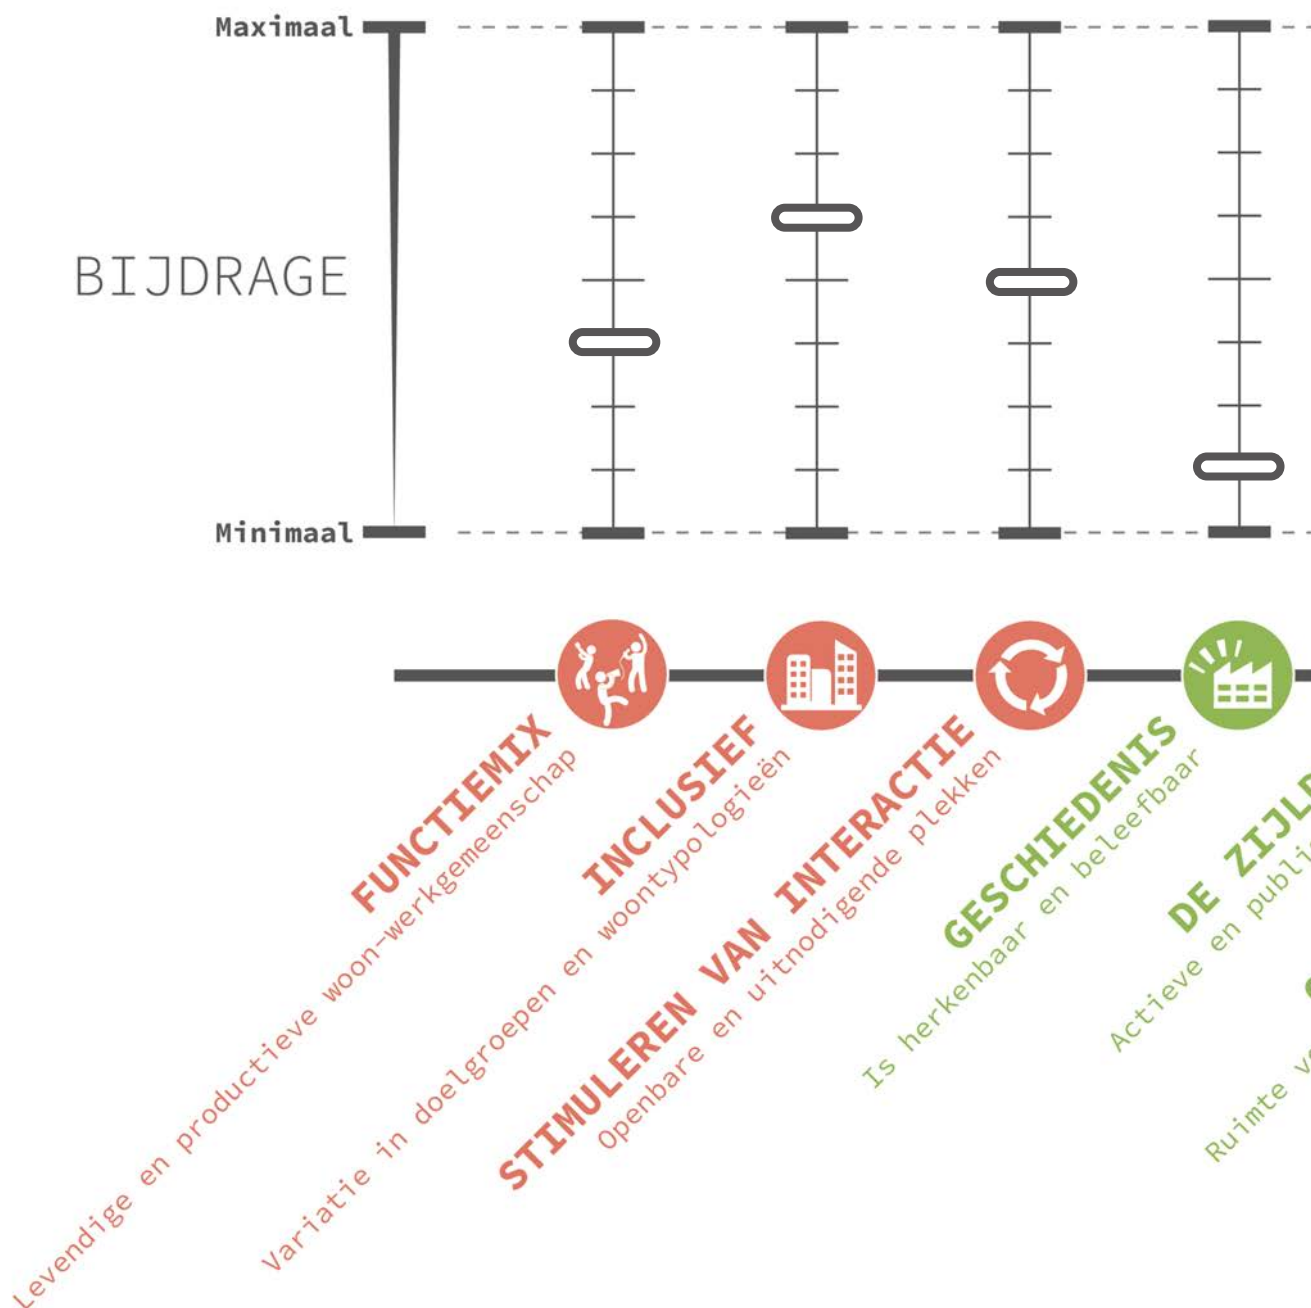 Maximaal
BIJDRAGE
Minimaal
FUNCTIEMIX
Levendige en productieve woon-werkgemeenschap
INCLUSIEF
Variatie in doelgroepen en woontypologieën
STIMULEREN VAN INTERACTIE
Openbare en uitnodigende plekken
GESCHIEDENIS
Is herkenbaar en beleefbaar
DE
Actieve en
Ruimte